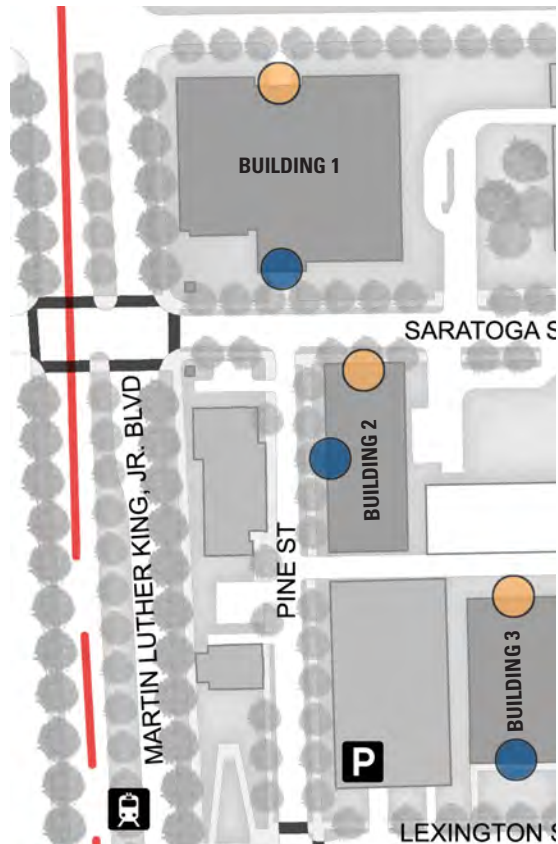 BUILDING 1
SARATOGA S
MARTIN LUTHER KING, JR. BLVD
BUILDING 2
PINE ST
BUILDING 3
P
LEXINGTON S